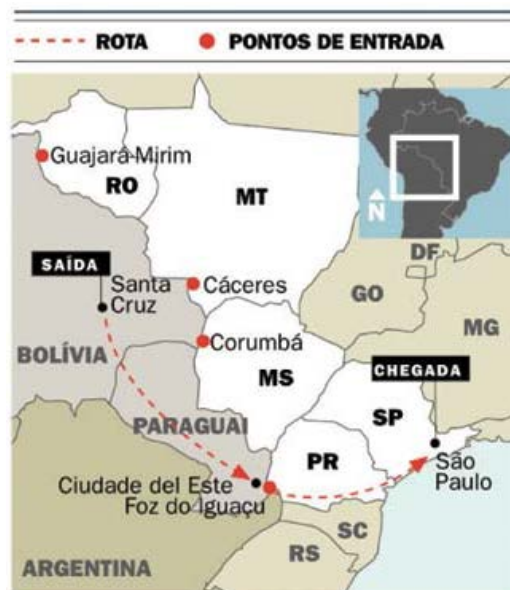 ROTA
PONTOS DE ENTRADA
Guajará-Mirim
RO
MT
N
DF
SAÍDA
Santa
Cruz
Cáceres
GO
MG
Corumbá
BOLÍVIA
MS
CHEGADA
PARAGUAI
SP
PR
São
Paulo
Ciudade del Este
Foz do Iguaçu
SC
RS
ARGENTINA